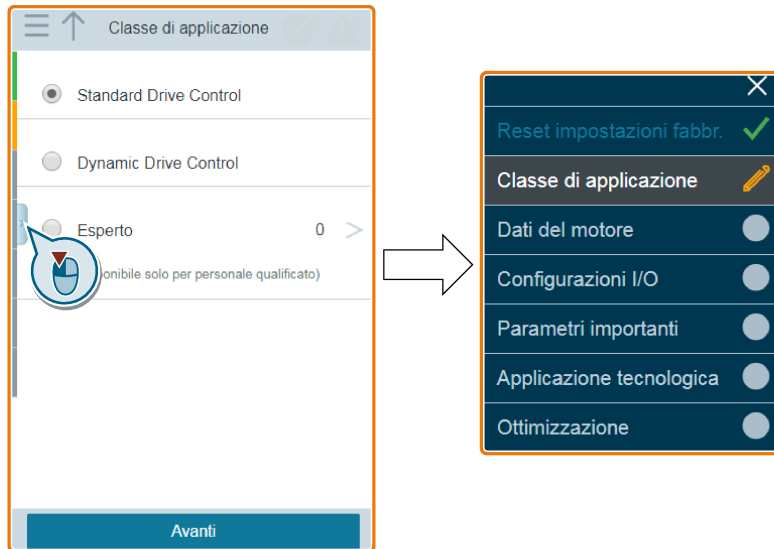 Classe di applicazione
Standard Drive Control
Dynamic Drive Control
Esperto 0
onibile solo per personale qualificato)
Avanti
Reset impostazioni fabbr.
Classe di applicazione
Dati del motore
Configurazioni I/O
Parametri importanti
Applicazione tecnologica
Ottimizzazione